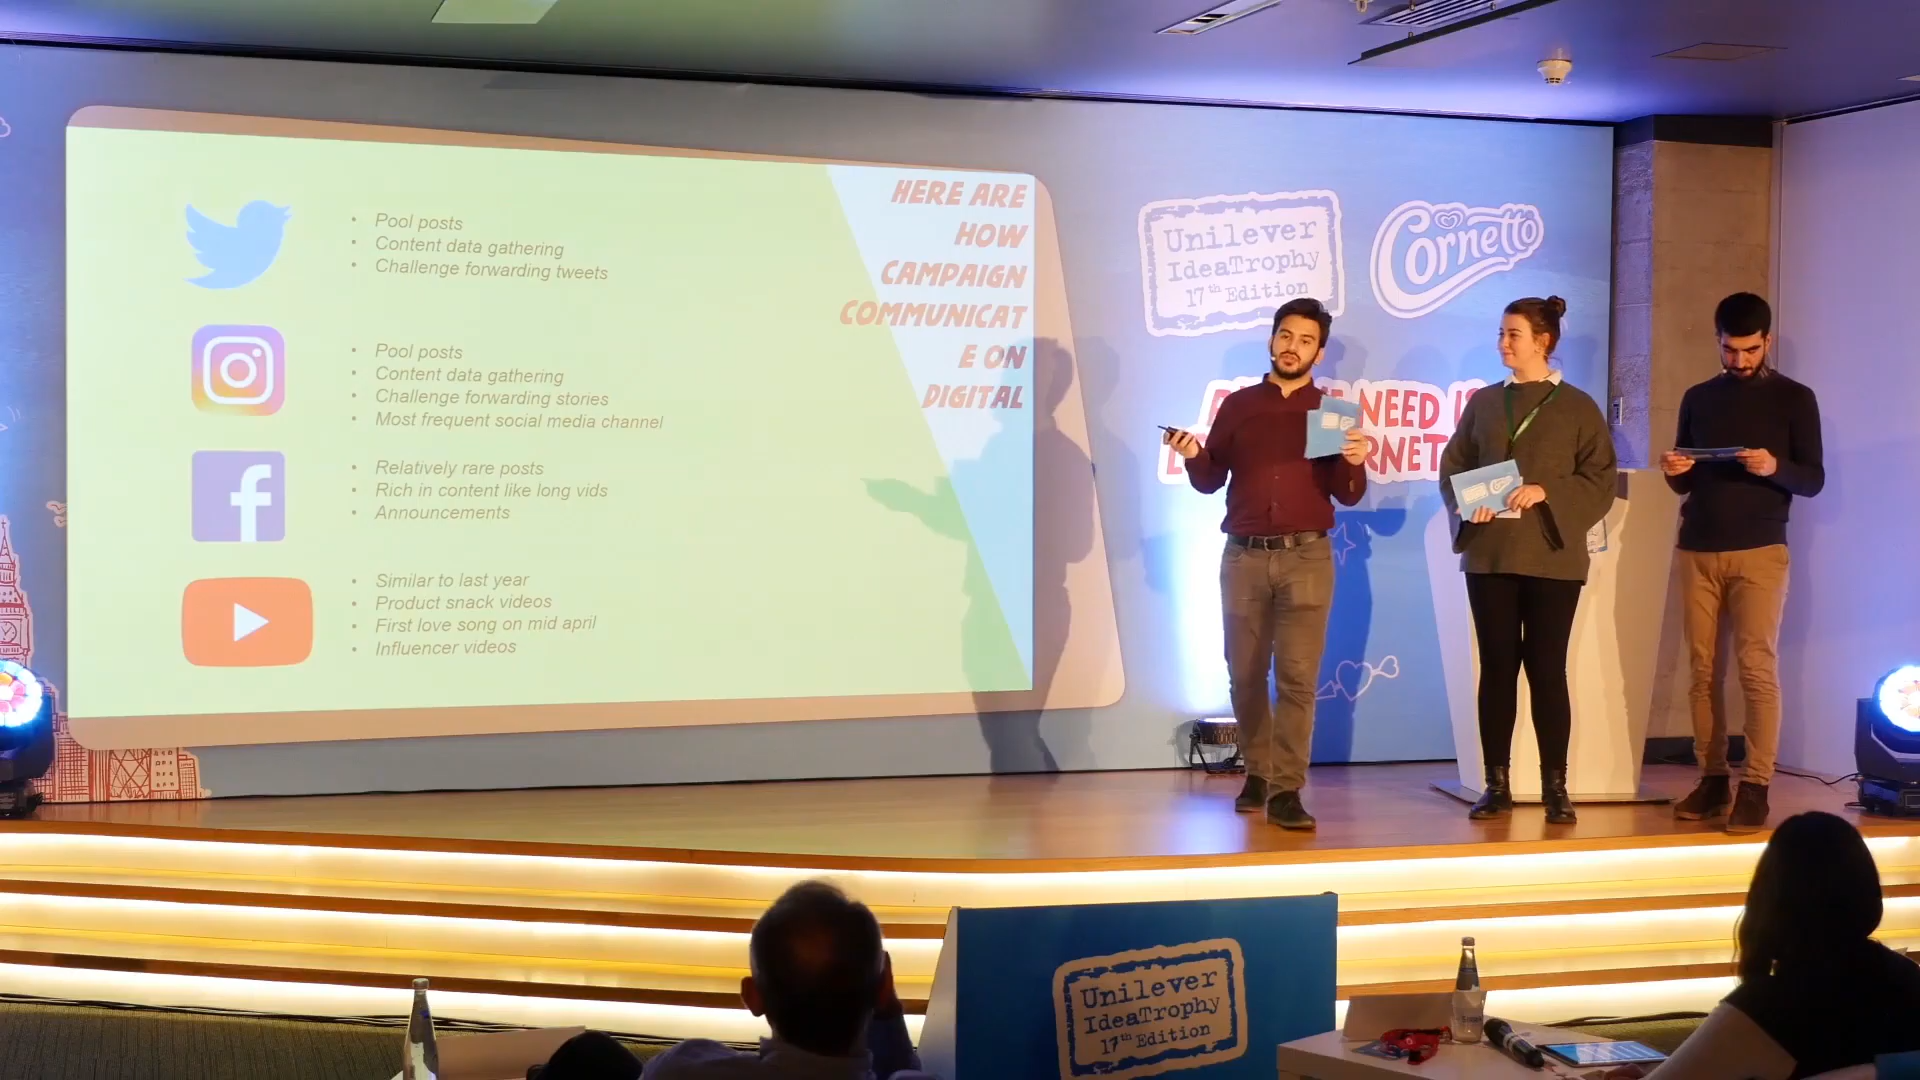 • Pool posts
• Content data gathering
• Challenge forwarding tweets
• Pool posts
• Content data gathering
• Challenge forwarding stories
• Most frequent social media channel
• Relatively rare posts
• Rich in content like long vids
• Announcements
• Similar to last year
• Product snack videos
• First love song on mid april
• Influencer videos
HERE ARE
HOW
CAMPAIGN
COMMUNICAT
E ON
DIGITAL
Unilever
IdeaTrophy
17th Edition
Cornetto
NEED
Unilever
IdeaTrophy
17th Edition